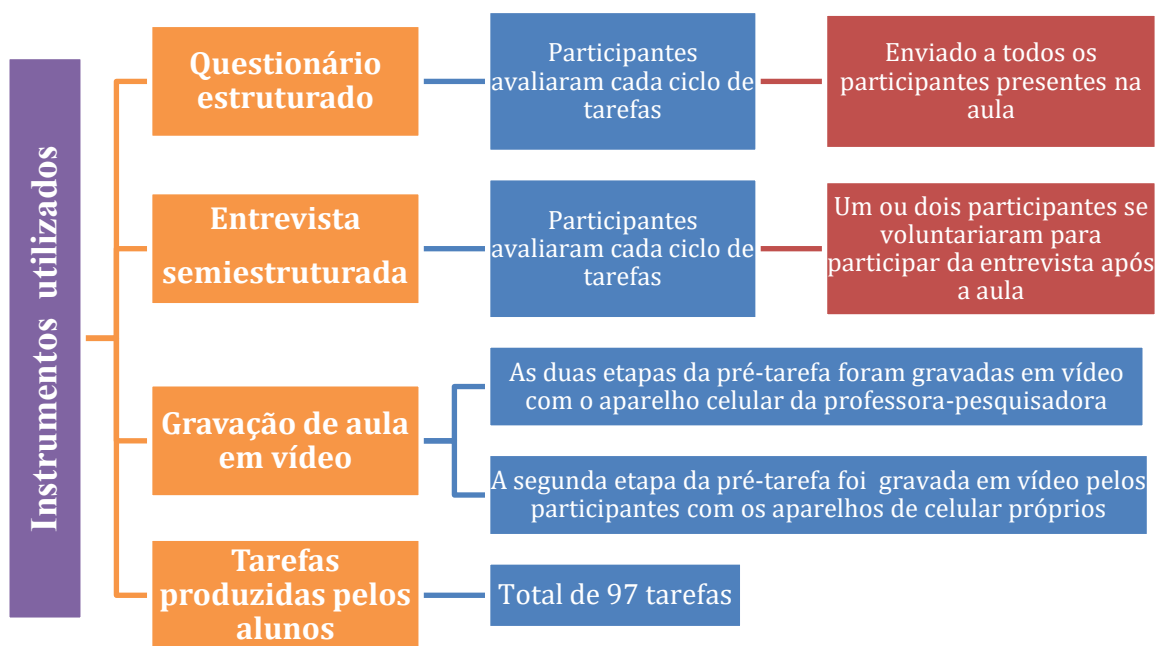 Instrumentos utilizados
Questionário
estruturado
Participantes
avaliaram cada ciclo de
tarefas
Enviado a todos os
participantes presentes na
aula
Entrevista
semiestruturada
Participantes
avaliaram cada ciclo de
tarefas
Um ou dois participantes se
voluntariaram para
participar da entrevista após
a aula
Gravação de aula
em vídeo
As duas etapas da pré-tarefa foram gravadas em vídeo
com o aparelho celular da professora-pesquisadora
A segunda etapa da pré-tarefa foi gravada em vídeo pelos
participantes com os aparelhos de celular próprios
Tarefas
produzidas pelos
alunos
Total de 97 tarefas